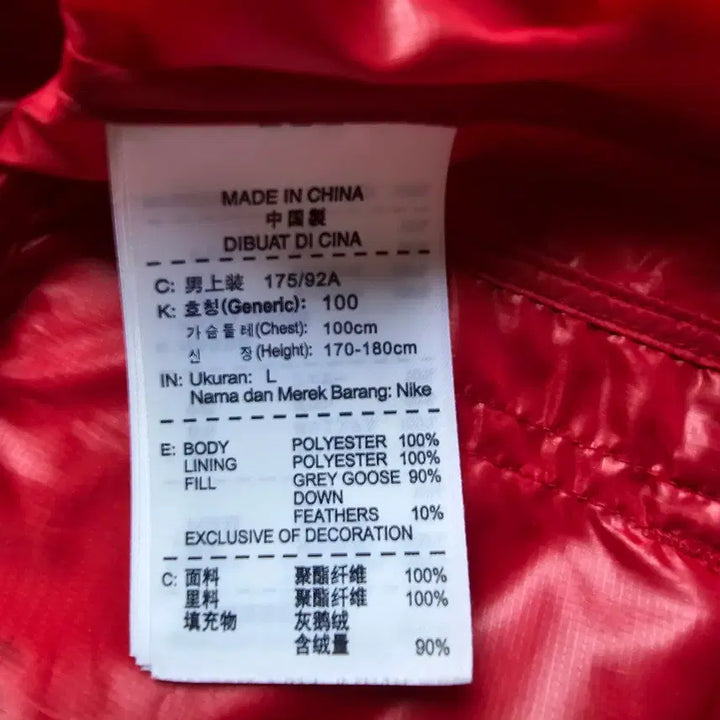 MADE IN CHINA
中国製
DIBUAT DI CINA
C: 男上装 175/92A
K: 호칭(Generic): 100
가슴둘레(Chest): 100cm
신 장(Height): 170-180cm
IN: Ukuran: L
Nama dan Merek Barang: Nike
E: BODY POLYESTER 100%
LINING POLYESTER 100%
FILL GREY GOOSE 90%
DOWN
FEATHERS 10%
EXCLUSIVE OF DECORATION
C: 面料 聚酯纤维 100%
里料 聚酯纤维 100%
填充物 灰鹅绒
含绒量 90%